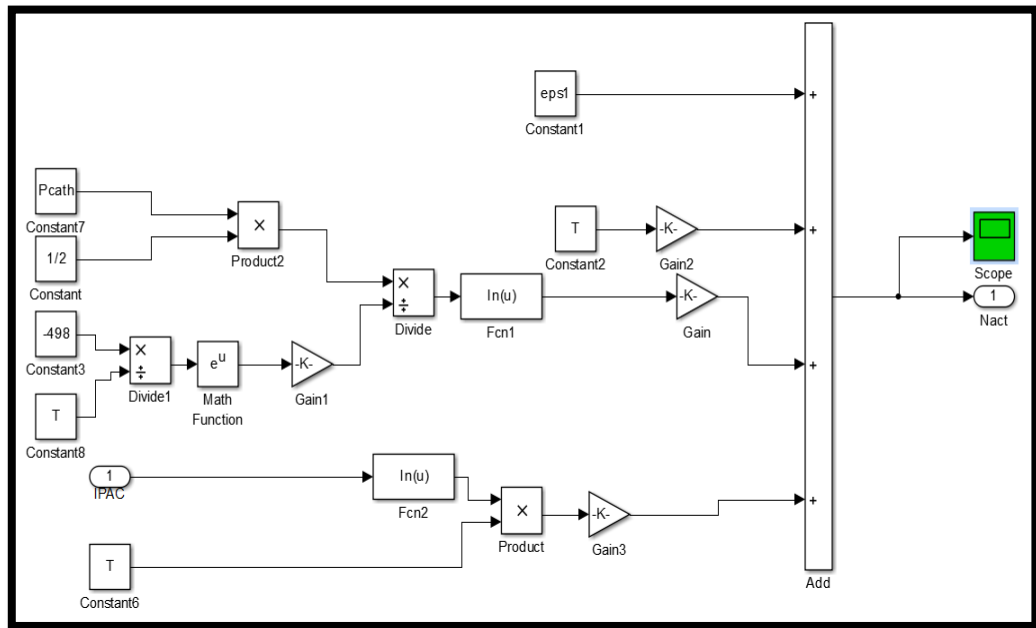 eps1
Constant1
+
Pcath
×
Constant7
Product2
1/2
Constant
T
-K-
+
Constant2
Gain2
Scope
×
÷
Divide
ln(u)
Fcn1
-K-
Gain
1
Nact
-498
Constant3
×
÷
Divide1
e^u
Math
Function
-K-
Gain1
+
T
Constant8
1
IPAC
ln(u)
Fcn2
×
Product
-K-
Gain3
+
T
Constant6
Add